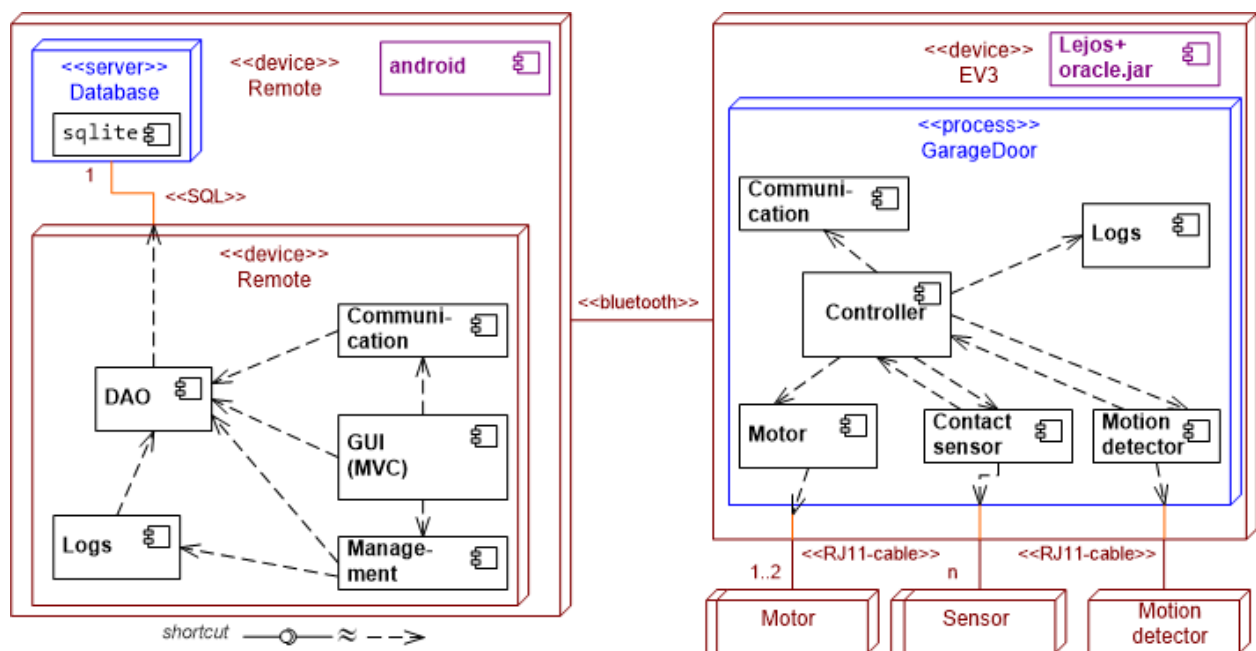 <<server>>
Database
sqlite
<<device>>
Remote
android
1
<<SQL>>
<<device>>
Remote
Communi-
cation
DAO
GUI
(MVC)
Logs
Manage-
ment
shortcut
≈
<<bluetooth>>
<<device>>
EV3
Lejos+
oracle.jar
<<process>>
GarageDoor
Communi-
cation
Logs
Controller
Motor
Contact
sensor
Motion
detector
<<RJ11-cable>>
<<RJ11-cable>>
1..2
n
Motor
Sensor
Motion
detector